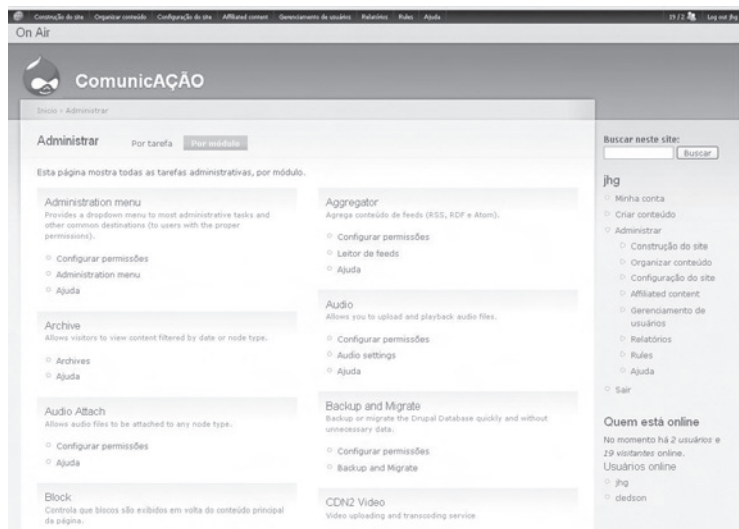 Construção do site Organizar conteúdo Configuração do site Affiliated content Gerenciamento de usuários Relatórios Rules Ajuda 19 / 2 Log out jhg
On Air
ComunicAÇÃO
Início › Administrar
Administrar Por tarefa Por módulo
Esta página mostra todas as tarefas administrativas, por módulo.
Administration menu
Provides a dropdown menu to most administrative tasks and
other common destinations (to users with the proper
permissions).
Configurar permissões
Administration menu
Ajuda
Archive
Allows visitors to view content filtered by date or node type.
Archives
Ajuda
Audio Attach
Allows audio files to be attached to any node type.
Configurar permissões
Ajuda
Block
Controla que blocos são exibidos em volta do conteúdo principal
da página.
Aggregator
Agrega conteúdo de feeds (RSS, RDF e Atom).
Configurar permissões
Leitor de feeds
Ajuda
Audio
Allows you to upload and playback audio files.
Configurar permissões
Audio settings
Ajuda
Backup and Migrate
Backup or migrate the Drupal Database quickly and without
unnecessary data.
Configurar permissões
Backup and Migrate
CDN2 Video
Video uploading and transcoding service.
Buscar neste site:
Buscar
jhg
Minha conta
Criar conteúdo
Administrar
Construção do site
Organizar conteúdo
Configuração do site
Affiliated content
Gerenciamento de
usuários
Relatórios
Rules
Ajuda
Sair
Quem está online
No momento há 2 usuários e
19 visitantes online.
Usuários online
jhg
cledson